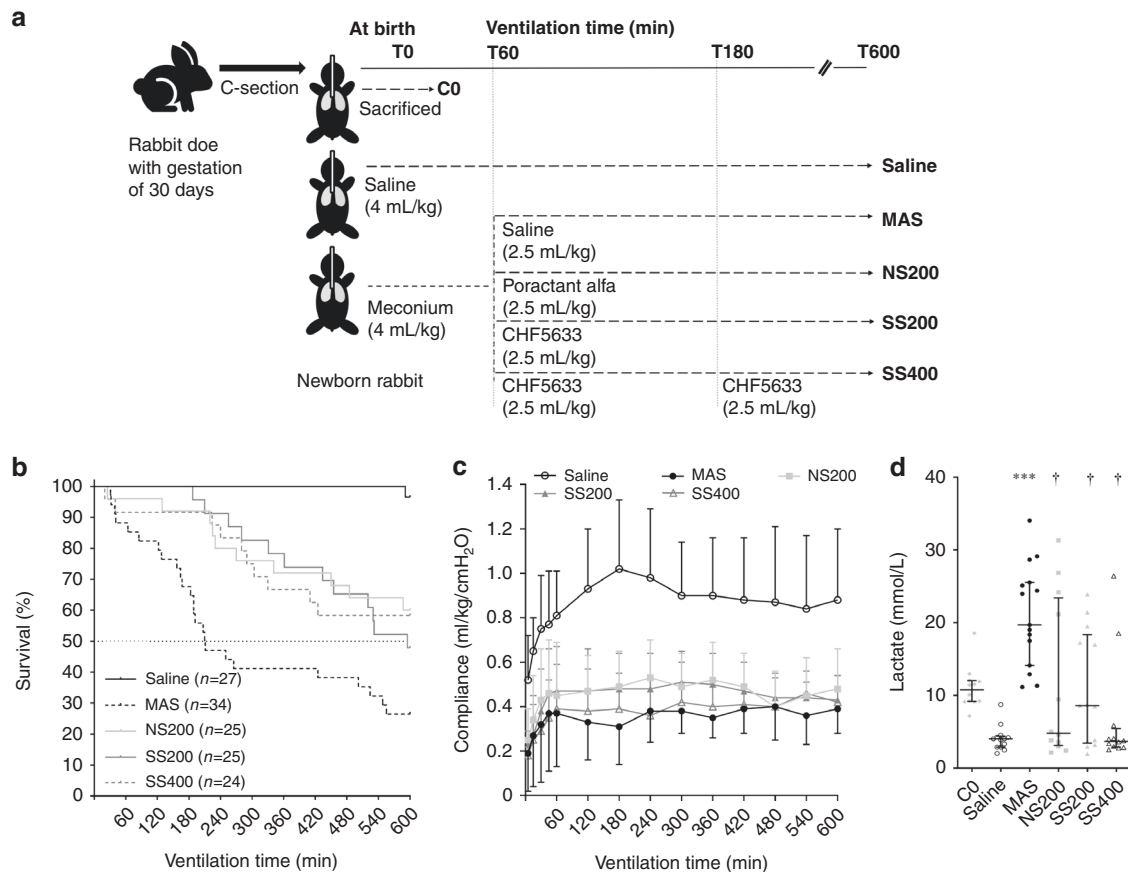 a
At birth
Ventilation time (min)
T0
T60
T180
T600
C-section
C0
Sacrificed
Rabbit doe
with gestation
of 30 days
Saline
Saline
(4 mL/kg)
MAS
Saline
(2.5 mL/kg)
NS200
Poractant alfa
(2.5 mL/kg)
Meconium
(4 mL/kg)
SS200
CHF5633
(2.5 mL/kg)
SS400
Newborn rabbit
CHF5633
(2.5 mL/kg)
CHF5633
(2.5 mL/kg)
b
Survival (%)
100
90
80
70
60
50
40
30
20
10
0
Saline (n=27)
MAS (n=34)
NS200 (n=25)
SS200 (n=25)
SS400 (n=24)
60
120
180
240
300
360
420
480
540
600
Ventilation time (min)
c
Saline
MAS
NS200
SS200
SS400
Compliance (ml/kg/cmH₂O)
1.4
1.2
1.0
0.8
0.6
0.4
0.2
0
60
120
180
240
300
360
420
480
540
600
Ventilation time (min)
d
Lactate (mmol/L)
40
30
20
10
0
***
†
†
†
C0
Saline
MAS
NS200
SS200
SS400